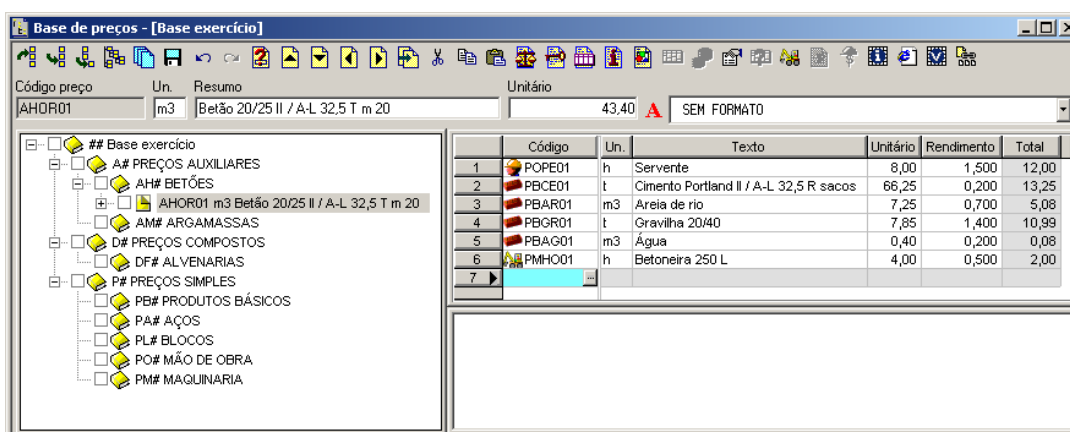 Base de preços - [Base exercício]
Código preço Un. Resumo Unitário
AHOR01 m3 Betão 20/25 II / A-L 32,5 T m 20 43,40 A SEM FORMATO
## Base exercício
A# PREÇOS AUXILIARES
AH# BETÕES
AHOR01 m3 Betão 20/25 II / A-L 32,5 T m 20
AM# ARGAMASSAS
D# PREÇOS COMPOSTOS
DF# ALVENARIAS
P# PREÇOS SIMPLES
PB# PRODUTOS BÁSICOS
PA# AÇOS
PL# BLOCOS
PO# MÃO DE OBRA
PM# MAQUINARIA
Código Un. Texto Unitário Rendimento Total
1 POPE01 h Servente 8,00 1,500 12,00
2 PBCE01 t Cimento Portland II / A-L 32,5 R sacos 66,25 0,200 13,25
3 PBAR01 m3 Areia de rio 7,25 0,700 5,08
4 PBGR01 t Gravilha 20/40 7,85 1,400 10,99
5 PBAG01 m3 Água 0,40 0,200 0,08
6 PMHO01 h Betoneira 250 L 4,00 0,500 2,00
7 ...